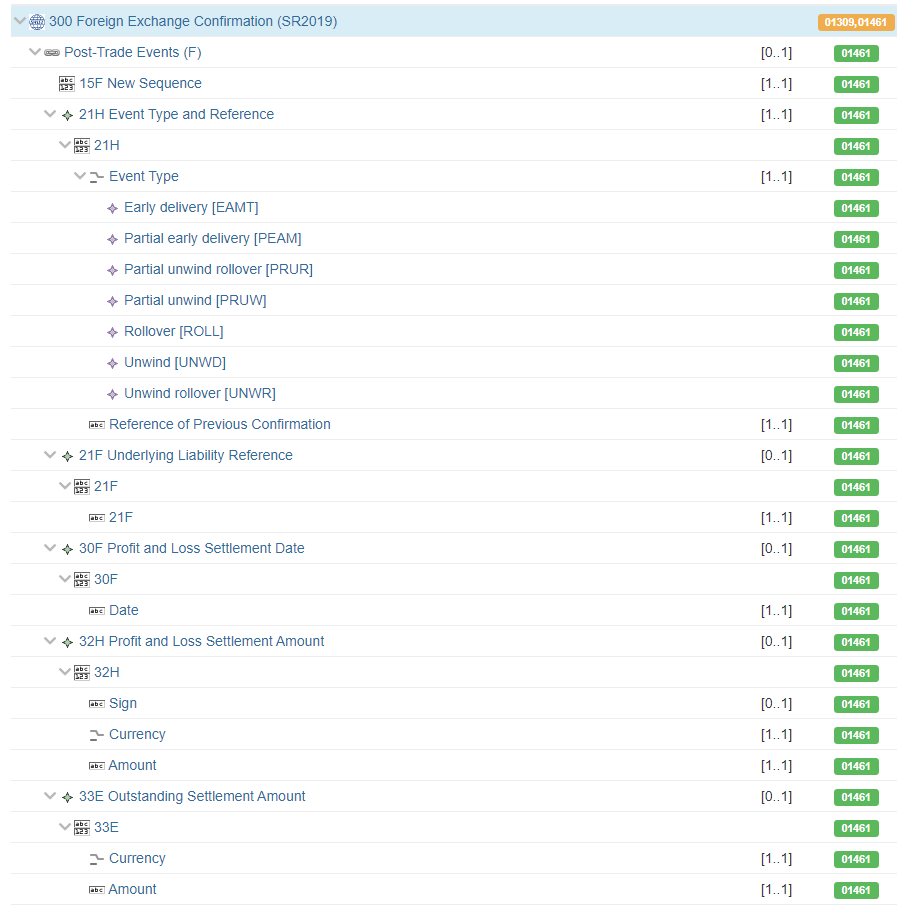 300 Foreign Exchange Confirmation (SR2019) 01309,01461
Post-Trade Events (F) [0..1] 01461
15F New Sequence [1..1] 01461
21H Event Type and Reference [1..1] 01461
21H 01461
Event Type [1..1] 01461
Early delivery [EAMT] 01461
Partial early delivery [PEAM] 01461
Partial unwind rollover [PRUR] 01461
Partial unwind [PRUW] 01461
Rollover [ROLL] 01461
Unwind [UNWD] 01461
Unwind rollover [UNWR] 01461
Reference of Previous Confirmation [1..1] 01461
21F Underlying Liability Reference [0..1] 01461
21F 01461
21F [1..1] 01461
30F Profit and Loss Settlement Date [0..1] 01461
30F 01461
Date [1..1] 01461
32H Profit and Loss Settlement Amount [0..1] 01461
32H 01461
Sign [0..1] 01461
Currency [1..1] 01461
Amount [1..1] 01461
33E Outstanding Settlement Amount [0..1] 01461
33E 01461
Currency [1..1] 01461
Amount [1..1] 01461